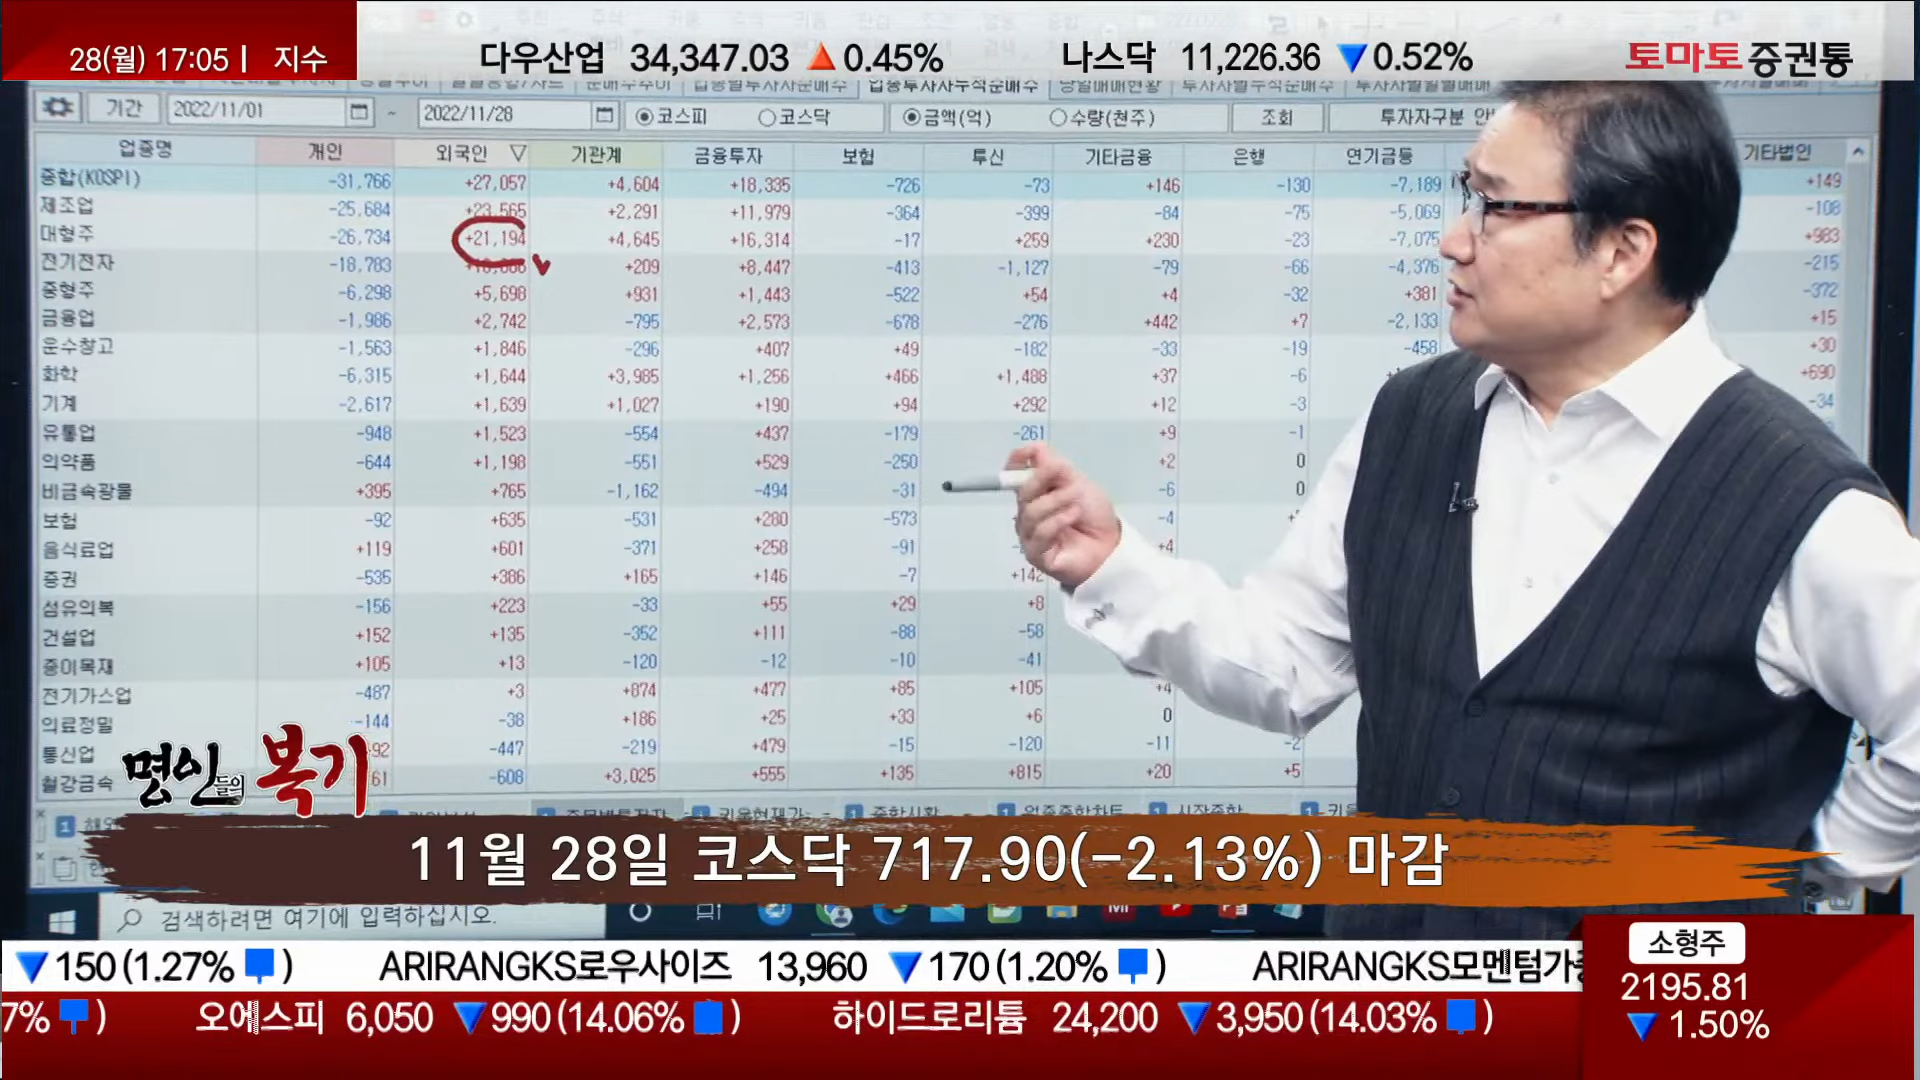 28(월) 17:05 | 지수
다우산업 34,347.03 ▲ 0.45% 나스닥 11,226.36 ▼ 0.52%
토마토증권통
업종투자자누적순매수
기간 2022/11/01 ~ 2022/11/28 코스피 코스닥 금액(억) 수량(천주) 조회 투자자구분
업종명 개인 외국인 ▽ 기관계 금융투자 보험 투신 기타금융 은행 연기금등 기타법인
종합(KOSPI) -31,766 +27,057 +4,604 +18,335 -726 -73 +146 -130 -7,189 +149
제조업 -25,684 +23,565 +2,291 +11,979 -364 -399 -84 -75 -5,069 -108
대형주 -26,734 +21,194 +4,645 +16,314 -17 +259 +230 -23 -7,075 +983
전기전자 -18,783 +209 +8,447 -413 -1,127 -79 -66 -4,376 -215
중형주 -6,298 +5,698 +931 +1,443 -522 +54 +4 -32 +381 -372
금융업 -1,986 +2,742 -795 +2,573 -678 -276 +442 +7 -2,133 +15
운수창고 -1,563 +1,846 -296 +407 +49 -182 -33 -19 -458 +30
화학 -6,315 +1,644 +3,985 +1,256 +466 +1,488 +37 -6 +690
기계 -2,617 +1,639 +1,027 +190 +94 +292 +12 -3 -34
유통업 -948 +1,523 -554 +437 -179 -261 +9 -1
의약품 -644 +1,198 -551 +529 -250 +2 0
비금속광물 +395 +765 -1,162 -494 -31 -6 0
보험 -92 +635 -531 +280 -573 -4
음식료업 +119 +601 -371 +258 -91 +4
증권 -535 +386 +165 +146 -7 +142
섬유의복 -156 +223 -33 +55 +29 +8
건설업 +152 +135 -352 +111 -88 -58
종이목재 +105 +13 -120 -12 -10 -41
전기가스업 -487 +3 +874 +477 +85 +105 +4
의료정밀 -144 -38 +186 +25 +33 +6 0
통신업 92 -447 -219 +479 -15 -120 -11 -2
철강금속 61 -608 +3,025 +555 +135 +815 +20 +5
명인들의 복기
11월 28일 코스닥 717.90(-2.13%) 마감
검색하려면 여기에 입력하십시오.
▼150(1.27% ) ARIRANGKS로우사이즈 13,960 ▼170(1.20% ) ARIRANGKS모멘텀가
7% ) 오에스피 6,050 ▼990(14.06% ) 하이드로리튬 24,200 ▼3,950(14.03% )
소형주
2195.81
▼ 1.50%